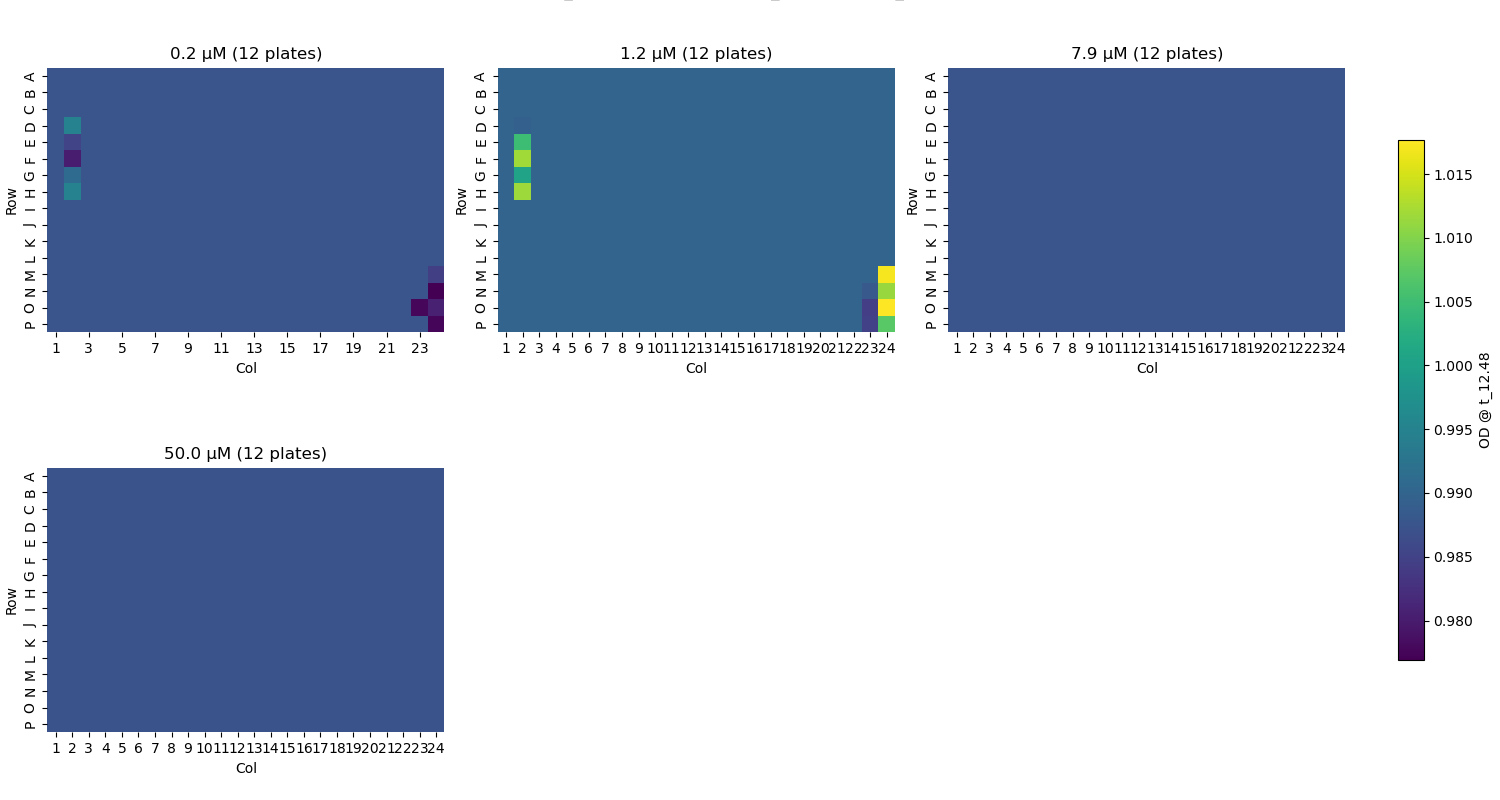 0.2 μM (12 plates)
1.2 μM (12 plates)
7.9 μM (12 plates)
Row
A
B
C
D
E
F
G
H
I
J
K
L
M
N
O
P
1 3 5 7 9 11 13 15 17 19 21 23
Col
Row
A
B
C
D
E
F
G
H
I
J
K
L
M
N
O
P
1 2 3 4 5 6 7 8 9 10 11 12 13 14 15 16 17 18 19 20 21 22 23 24
Col
Row
A
B
C
D
E
F
G
H
I
J
K
L
M
N
O
P
1 2 3 4 5 6 7 8 9 10 11 12 13 14 15 16 17 18 19 20 21 22 23 24
Col
50.0 μM (12 plates)
Row
A
B
C
D
E
F
G
H
I
J
K
L
M
N
O
P
1 2 3 4 5 6 7 8 9 10 11 12 13 14 15 16 17 18 19 20 21 22 23 24
Col
1.015
1.010
1.005
1.000
0.995
0.990
0.985
0.980
OD @ t_12.48